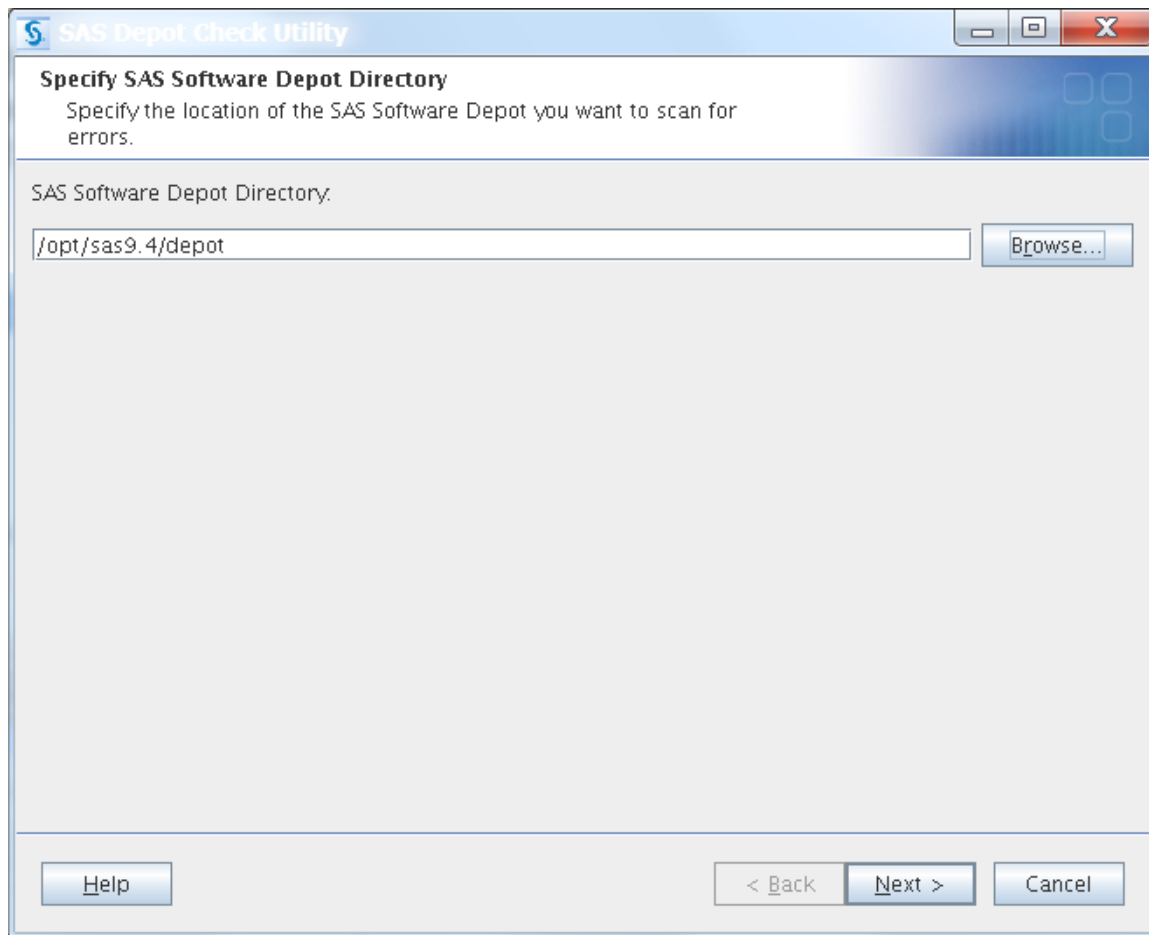 SAS Depot Check Utility
Specify SAS Software Depot Directory
Specify the location of the SAS Software Depot you want to scan for
errors.
SAS Software Depot Directory:
/opt/sas9.4/depot
Browse...
Help
< Back
Next >
Cancel